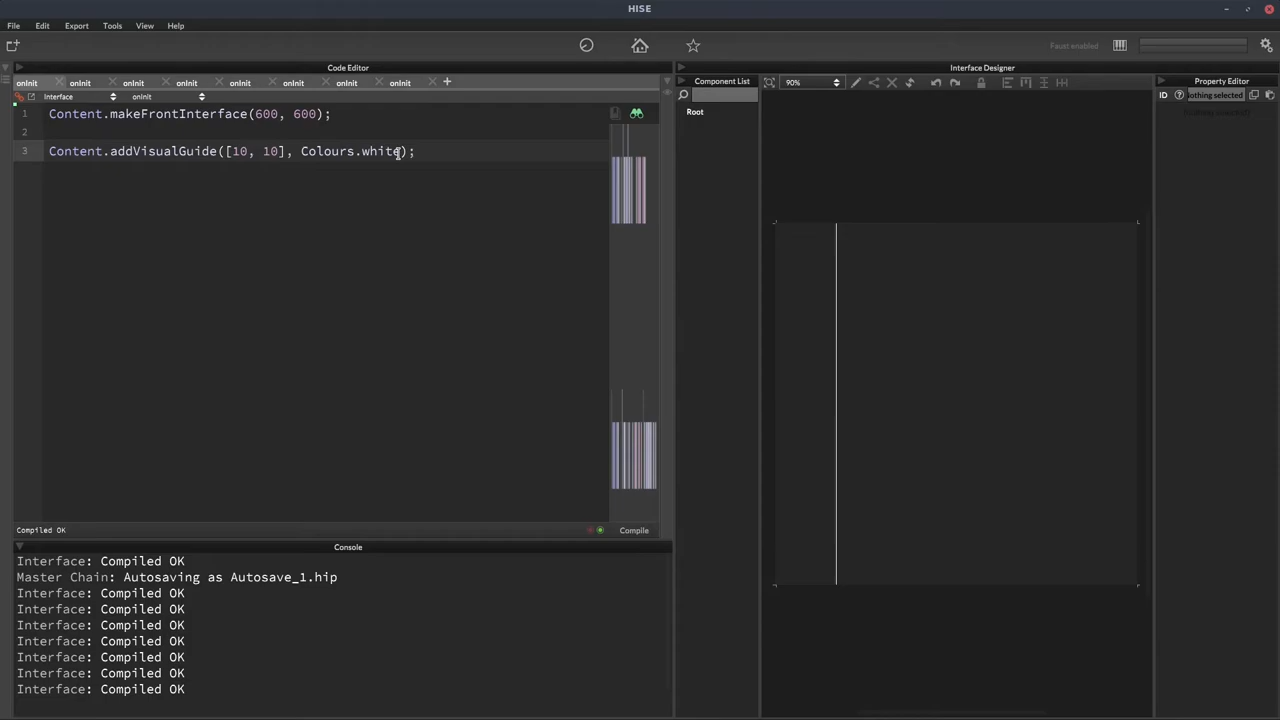 HISE
File Edit Export Tools View Help
Faust enabled
Code Editor
Interface Designer
onInit onInit onInit onInit onInit onInit onInit onInit +
Component List
90%
Property Editor
Interface onInit
ID
Root
1 Content.makeFrontInterface(600, 600);
2
3 Content.addVisualGuide([10, 10], Colours.white);
Compiled OK
Compile
Console
Interface: Compiled OK
Master Chain: Autosaving as Autosave_1.hip
Interface: Compiled OK
Interface: Compiled OK
Interface: Compiled OK
Interface: Compiled OK
Interface: Compiled OK
Interface: Compiled OK
Interface: Compiled OK